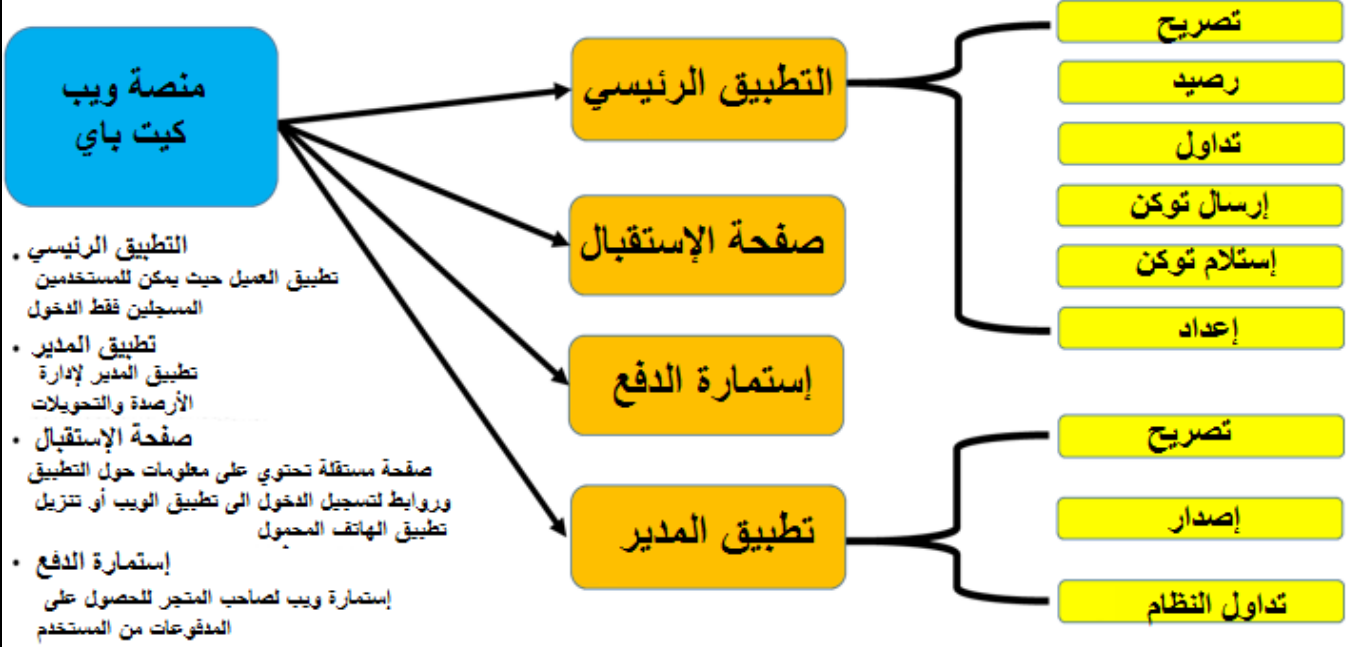 منصة ويب
كيت باي
التطبيق الرئيسي
صفحة الإستقبال
إستمارة الدفع
تطبيق المدير
تصريح
رصيد
تداول
إرسال توكن
إستلام توكن
إعداد
تصريح
إصدار
تداول النظام
• التطبيق الرئيسي
تطبيق العميل حيث يمكن للمستخدمين
المسجلين فقط الدخول
• تطبيق المدير
تطبيق المدير لإدارة
الأرصدة والتحويلات
• صفحة الإستقبال
صفحة مستقلة تحتوي على معلومات حول التطبيق
وروابط لتسجيل الدخول الى تطبيق الويب أو تنزيل
تطبيق الهاتف المحمول
• إستمارة الدفع
إستمارة ويب لصاحب المتجر للحصول على
المدفوعات من المستخدم